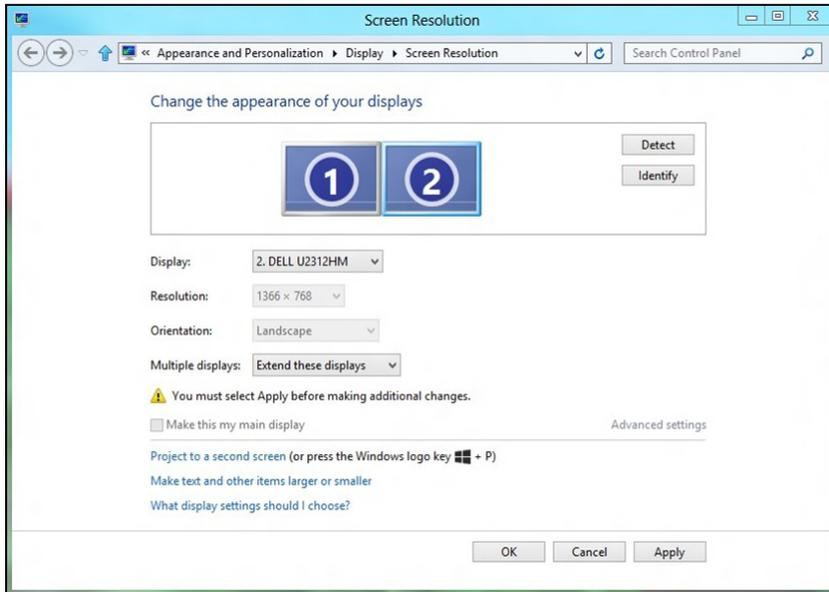 Screen Resolution
« Appearance and Personalization ▸ Display ▸ Screen Resolution
Search Control Panel
Change the appearance of your displays
1 2
Detect
Identify
Display: 2. DELL U2312HM
Resolution: 1366 × 768
Orientation: Landscape
Multiple displays: Extend these displays
You must select Apply before making additional changes.
Make this my main display
Advanced settings
Project to a second screen (or press the Windows logo key + P)
Make text and other items larger or smaller
What display settings should I choose?
OK Cancel Apply